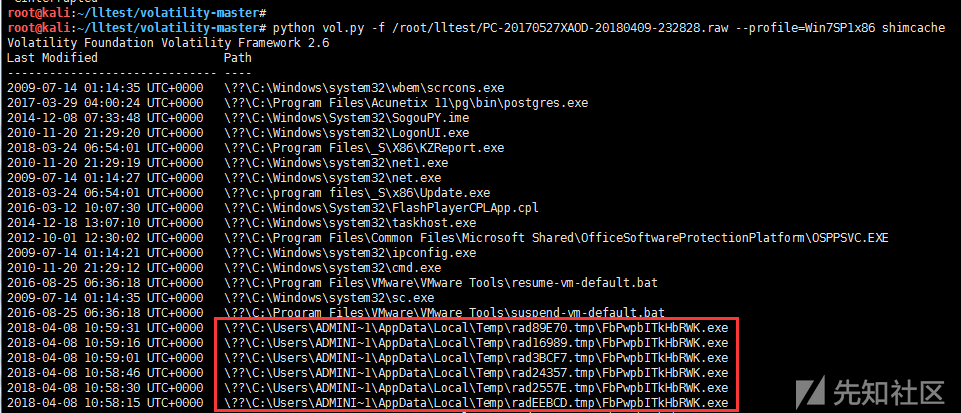 root@kali:~/lltest/volatility-master#
root@kali:~/lltest/volatility-master# python vol.py -f /root/lltest/PC-20170527XAOD-20180409-232828.raw --profile=Win7SP1x86 shimcache
Volatility Foundation Volatility Framework 2.6
Last Modified                  Path
------------------------------ ----
2009-07-14 01:14:35 UTC+0000   \??\C:\Windows\system32\wbem\scrcons.exe
2017-03-29 04:00:24 UTC+0000   \??\C:\Program Files\Acunetix 11\pg\bin\postgres.exe
2014-12-08 07:33:48 UTC+0000   \??\C:\Windows\System32\SogouPY.ime
2010-11-20 21:29:20 UTC+0000   \??\C:\Windows\system32\LogonUI.exe
2018-03-24 06:54:01 UTC+0000   \??\C:\Program Files\_S\X86\KZReport.exe
2010-11-20 21:29:19 UTC+0000   \??\C:\Windows\system32\net1.exe
2009-07-14 01:14:27 UTC+0000   \??\C:\Windows\system32\net.exe
2018-03-24 06:54:01 UTC+0000   \??\c:\program files\_S\x86\Update.exe
2016-03-12 10:07:30 UTC+0000   \??\C:\Windows\System32\FlashPlayerCPLApp.cpl
2014-12-18 13:07:10 UTC+0000   \??\C:\Windows\system32\taskhost.exe
2012-10-01 12:30:02 UTC+0000   \??\C:\Program Files\Common Files\Microsoft Shared\OfficeSoftwareProtectionPlatform\OSPPSVC.EXE
2009-07-14 01:14:21 UTC+0000   \??\C:\Windows\system32\ipconfig.exe
2010-11-20 21:29:12 UTC+0000   \??\C:\Windows\system32\cmd.exe
2016-08-25 06:36:18 UTC+0000   \??\C:\Program Files\VMware\VMware Tools\resume-vm-default.bat
2009-07-14 01:14:35 UTC+0000   \??\C:\Windows\system32\sc.exe
2016-08-25 06:36:18 UTC+0000   \??\C:\Program Files\VMware\VMware Tools\suspend-vm-default.bat
2018-04-08 10:59:31 UTC+0000   \??\C:\Users\ADMINI~1\AppData\Local\Temp\rad89E70.tmp\FbPwpbITkHbRWK.exe
2018-04-08 10:59:16 UTC+0000   \??\C:\Users\ADMINI~1\AppData\Local\Temp\rad16989.tmp\FbPwpbITkHbRWK.exe
2018-04-08 10:59:01 UTC+0000   \??\C:\Users\ADMINI~1\AppData\Local\Temp\rad3BCF7.tmp\FbPwpbITkHbRWK.exe
2018-04-08 10:58:46 UTC+0000   \??\C:\Users\ADMINI~1\AppData\Local\Temp\rad24357.tmp\FbPwpbITkHbRWK.exe
2018-04-08 10:58:30 UTC+0000   \??\C:\Users\ADMINI~1\AppData\Local\Temp\rad2557E.tmp\FbPwpbITkHbRWK.exe
2018-04-08 10:58:15 UTC+0000   \??\C:\Users\ADMINI~1\AppData\Local\Temp\radEEBCD.tmp\FbPwpbITkHbRWK.exe
先知社区